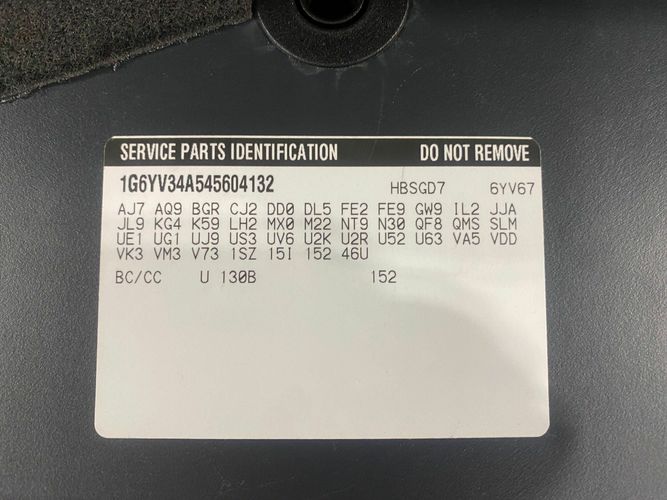 SERVICE PARTS IDENTIFICATION DO NOT REMOVE
1G6YV34A545604132 HBSGD7 6YV67
AJ7 AQ9 BGR CJ2 DD0 DL5 FE2 FE9 GW9 IL2 JJA
JL9 KG4 K59 LH2 MX0 M22 NT9 N30 QF8 QMS SLM
UE1 UG1 UJ9 US3 UV6 U2K U2R U52 U63 VA5 VDD
VK3 VM3 V73 1SZ 15I 152 46U
BC/CC U 130B 152